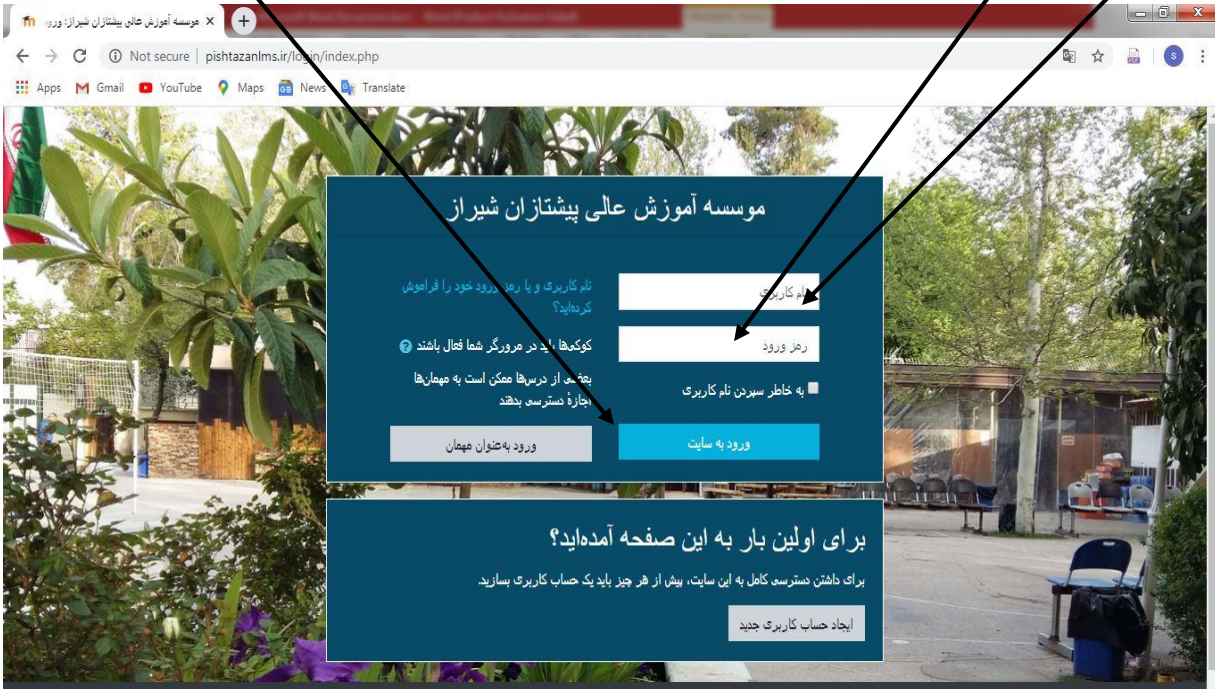 موسسه آموزش عالی پیشتازان شیراز: ورود
Not secure | pishtazanlms.ir/login/index.php
Apps
Gmail
YouTube
Maps
News
Translate
موسسه آموزش عالی پیشتازان شیراز
نام کاربری
رمز ورود
به خاطر سپردن نام کاربری
ورود به سایت
نام کاربری و یا رمز ورود خود را فراموش
کرده‌اید؟
کوکی‌ها باید در مرورگر شما فعال باشند
بعضی از درس‌ها ممکن است به مهمان‌ها
اجازهٔ دسترسی بدهند
ورود به‌عنوان مهمان
برای اولین بار به این صفحه آمده‌اید؟
برای داشتن دسترسی کامل به این سایت، پیش از هر چیز باید یک حساب کاربری بسازید.
ایجاد حساب کاربری جدید